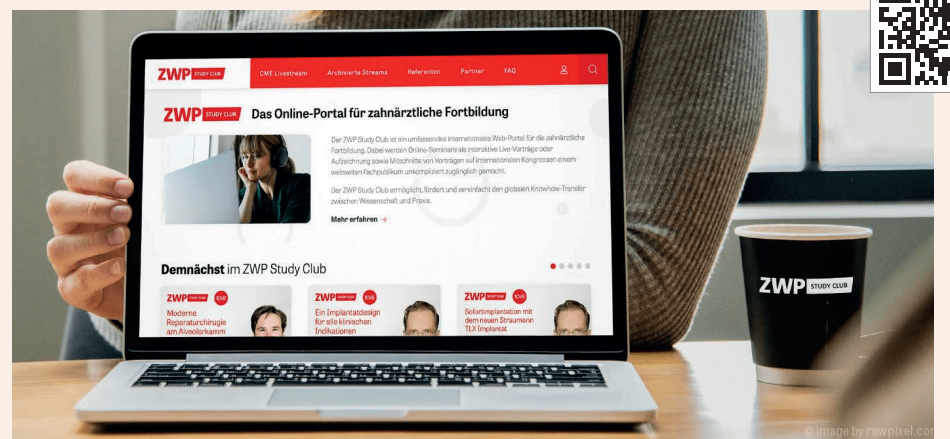 ZWP STUDY CLUB
CME Livestream Archivierte Streams Referenten Partner FAQ
ZWP STUDY CLUB Das Online-Portal für zahnärztliche Fortbildung
Der ZWP Study Club ist ein umfassendes internationales Web-Portal für die zahnärztliche
Fortbildung. Dabei werden Online-Seminare als interaktive Live-Vorträge oder
Aufzeichnung sowie Mitschnitte von Vorträgen auf internationalen Kongressen einem
weltweiten Fachpublikum unkompliziert zugänglich gemacht.
Der ZWP Study Club ermöglicht, fördert und vereinfacht den globalen Knowhow-Transfer
zwischen Wissenschaft und Praxis.
Mehr erfahren →
Demnächst im ZWP Study Club
ZWP STUDY CLUB 1CME
Moderne
Reparaturchirugie
am Alveolarkamm
ZWP STUDY CLUB 1CME
Ein Implantatdesign
für alle klinischen
Indikationen
ZWP STUDY CLUB 1CME
Sofortimplantation mit
dem neuen Straumann
TLX Implantat
ZWP STUDY CLUB
© image by rawpixel.com